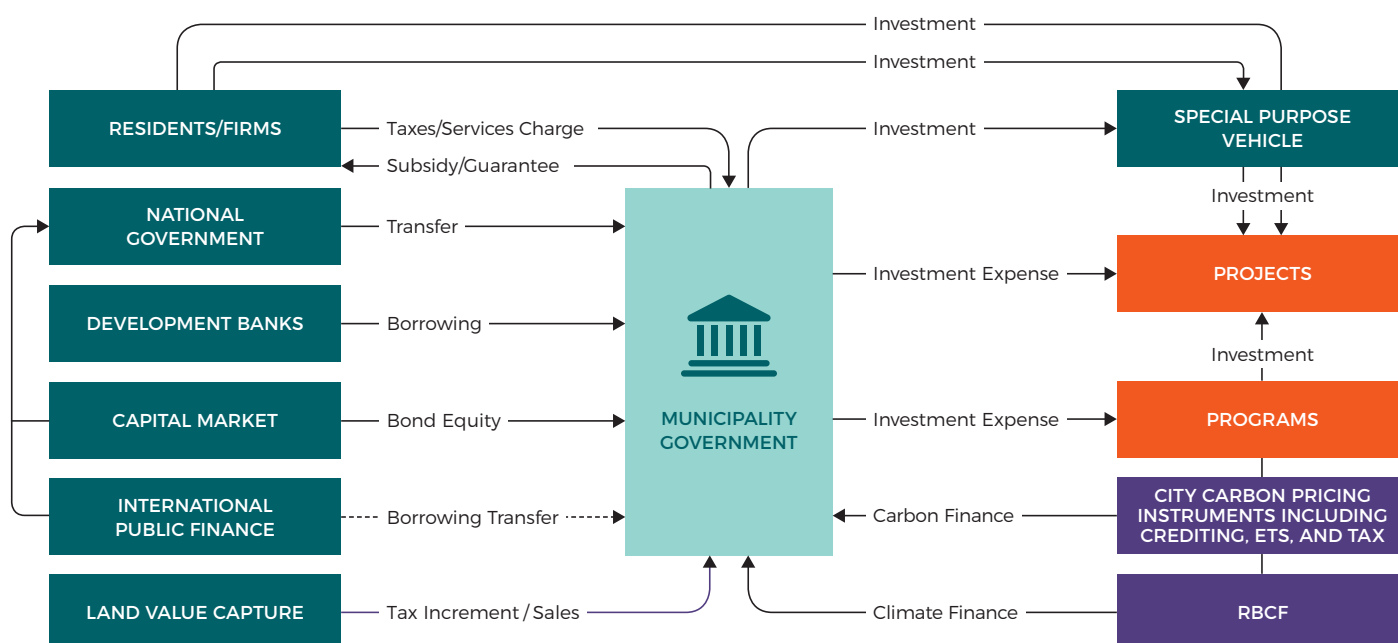 Investment
Investment
RESIDENTS/FIRMS
Taxes/Services Charge
Investment
SPECIAL PURPOSE
VEHICLE
Subsidy/Guarantee
Investment
NATIONAL
GOVERNMENT
Transfer
Investment Expense
PROJECTS
DEVELOPMENT BANKS
Borrowing
Investment
CAPITAL MARKET
Bond Equity
MUNICIPALITY
GOVERNMENT
Investment Expense
PROGRAMS
INTERNATIONAL
PUBLIC FINANCE
Borrowing Transfer
Carbon Finance
CITY CARBON PRICING
INSTRUMENTS INCLUDING
CREDITING, ETS, AND TAX
LAND VALUE CAPTURE
Tax Increment / Sales
Climate Finance
RBCF